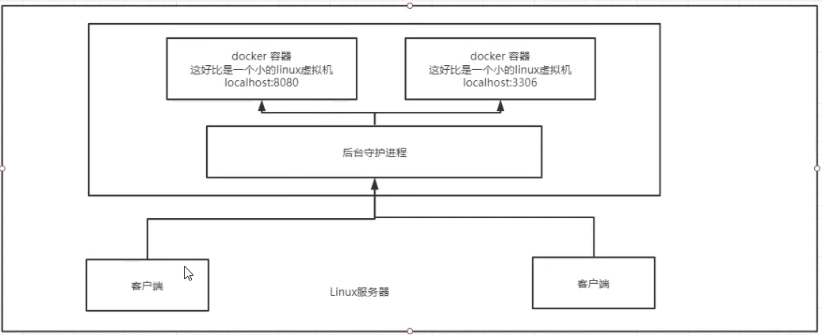 docker 容器
这好比是一个小的linux虚拟机
localhost:8080
docker 容器
这好比是一个小的linux虚拟机
localhost:3306
后台守护进程
客户端
Linux服务器
客户端